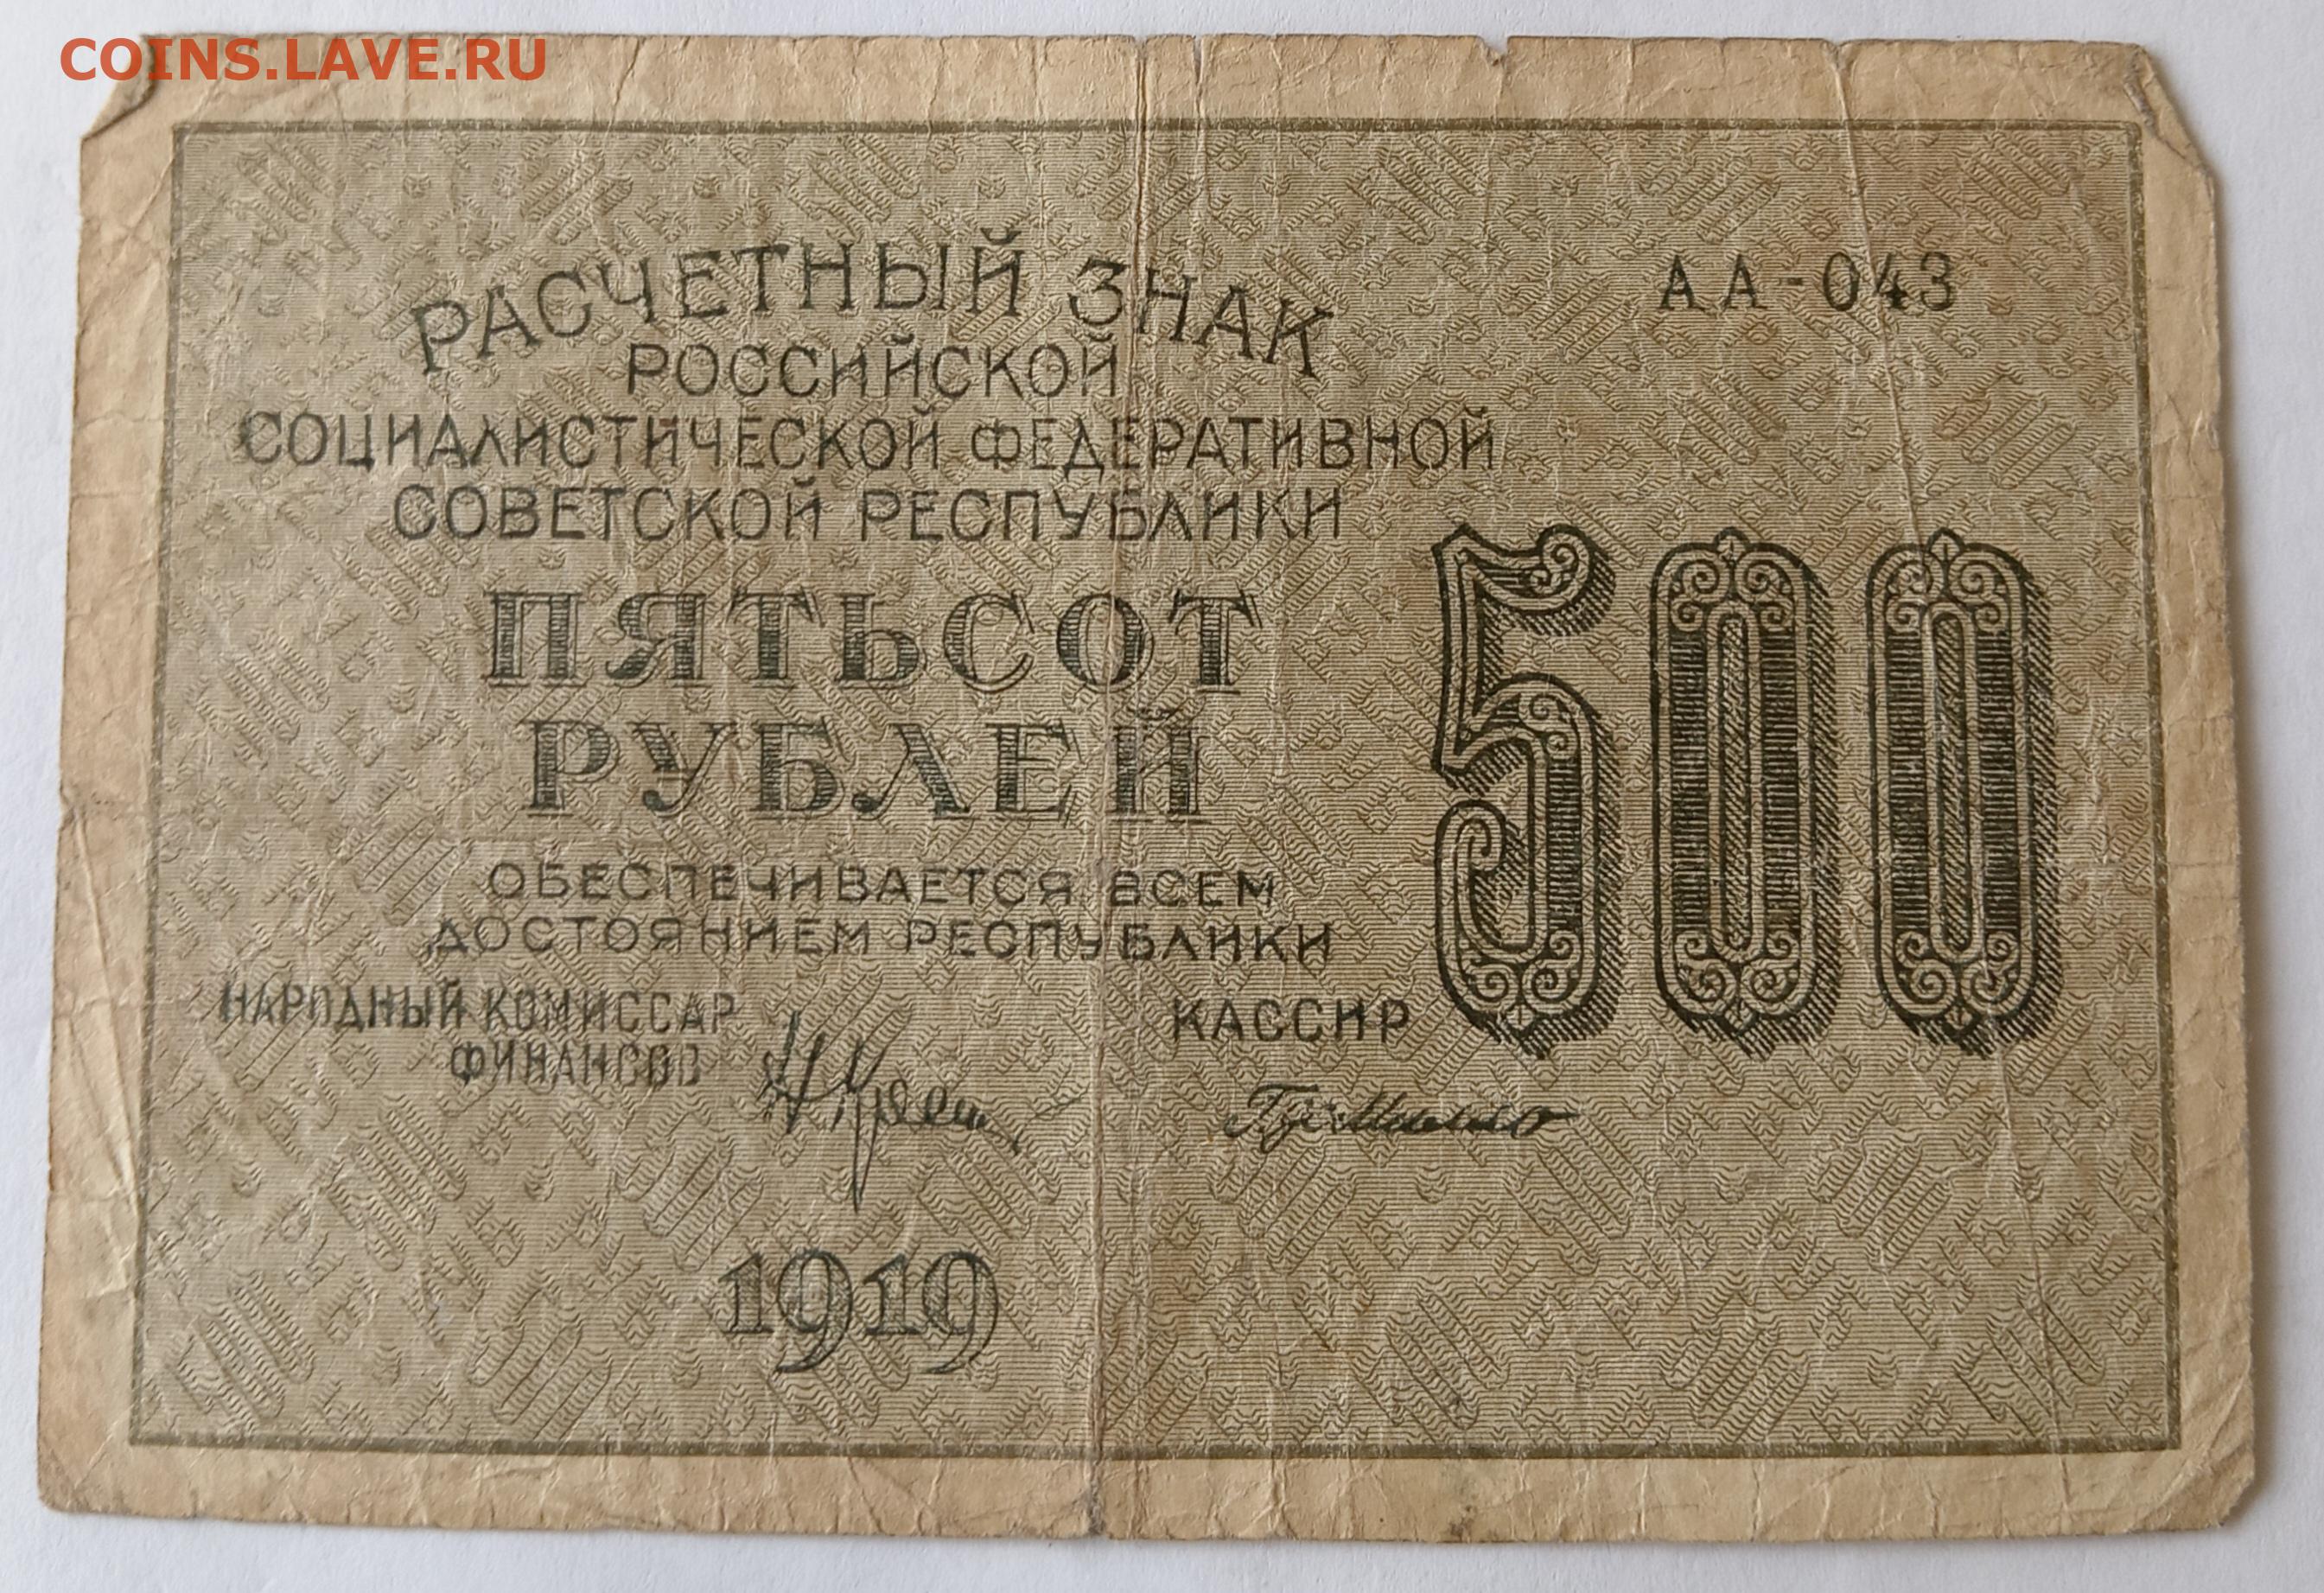 COINS.LAVE.RU
РАСЧЕТНЫЙ ЗНАК
АА-043
РОССИЙСКОЙ
СОЦИАЛИСТИЧЕСКОЙ ФЕДЕРАТИВНОЙ
СОВЕТСКОЙ РЕСПУБЛИКИ
ПЯТЬСОТ
РУБЛЕЙ
500
ОБЕСПЕЧИВАЕТСЯ ВСЕМ
ДОСТОЯНИЕМ РЕСПУБЛИКИ
НАРОДНЫЙ КОМИССАР
ФИНАНСОВ
КАССИР
1919